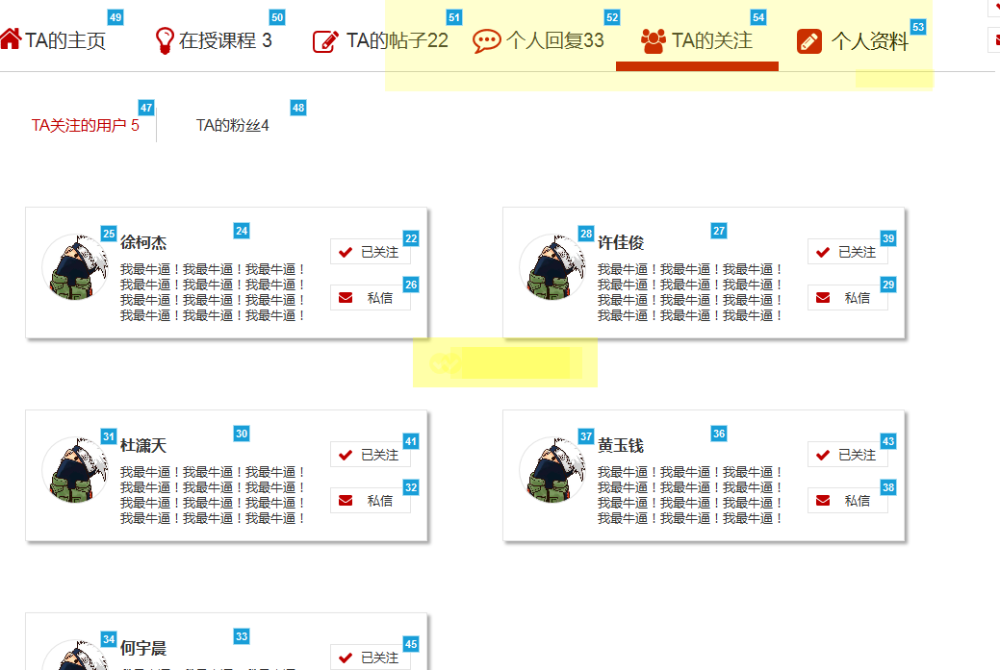 49 50 51 52 54 53
TA的主页 在授课程 3 TA的帖子22 个人回复33 TA的关注 个人资料
47 48
TA关注的用户 5 TA的粉丝4
25 24 28 27
徐柯杰 22 许佳俊 39
已关注 已关注
我最牛逼！我最牛逼！我最牛逼！ 我最牛逼！我最牛逼！我最牛逼！
我最牛逼！我最牛逼！我最牛逼！ 26 我最牛逼！我最牛逼！我最牛逼！ 29
我最牛逼！我最牛逼！我最牛逼！ 私信 我最牛逼！我最牛逼！我最牛逼！ 私信
我最牛逼！我最牛逼！我最牛逼！ 我最牛逼！我最牛逼！我最牛逼！
31 30 37 36
杜潇天 41 黄玉钱 43
已关注 已关注
我最牛逼！我最牛逼！我最牛逼！ 我最牛逼！我最牛逼！我最牛逼！
我最牛逼！我最牛逼！我最牛逼！ 32 我最牛逼！我最牛逼！我最牛逼！ 38
我最牛逼！我最牛逼！我最牛逼！ 私信 我最牛逼！我最牛逼！我最牛逼！ 私信
我最牛逼！我最牛逼！我最牛逼！ 我最牛逼！我最牛逼！我最牛逼！
34 33
何宇晨 45
已关注